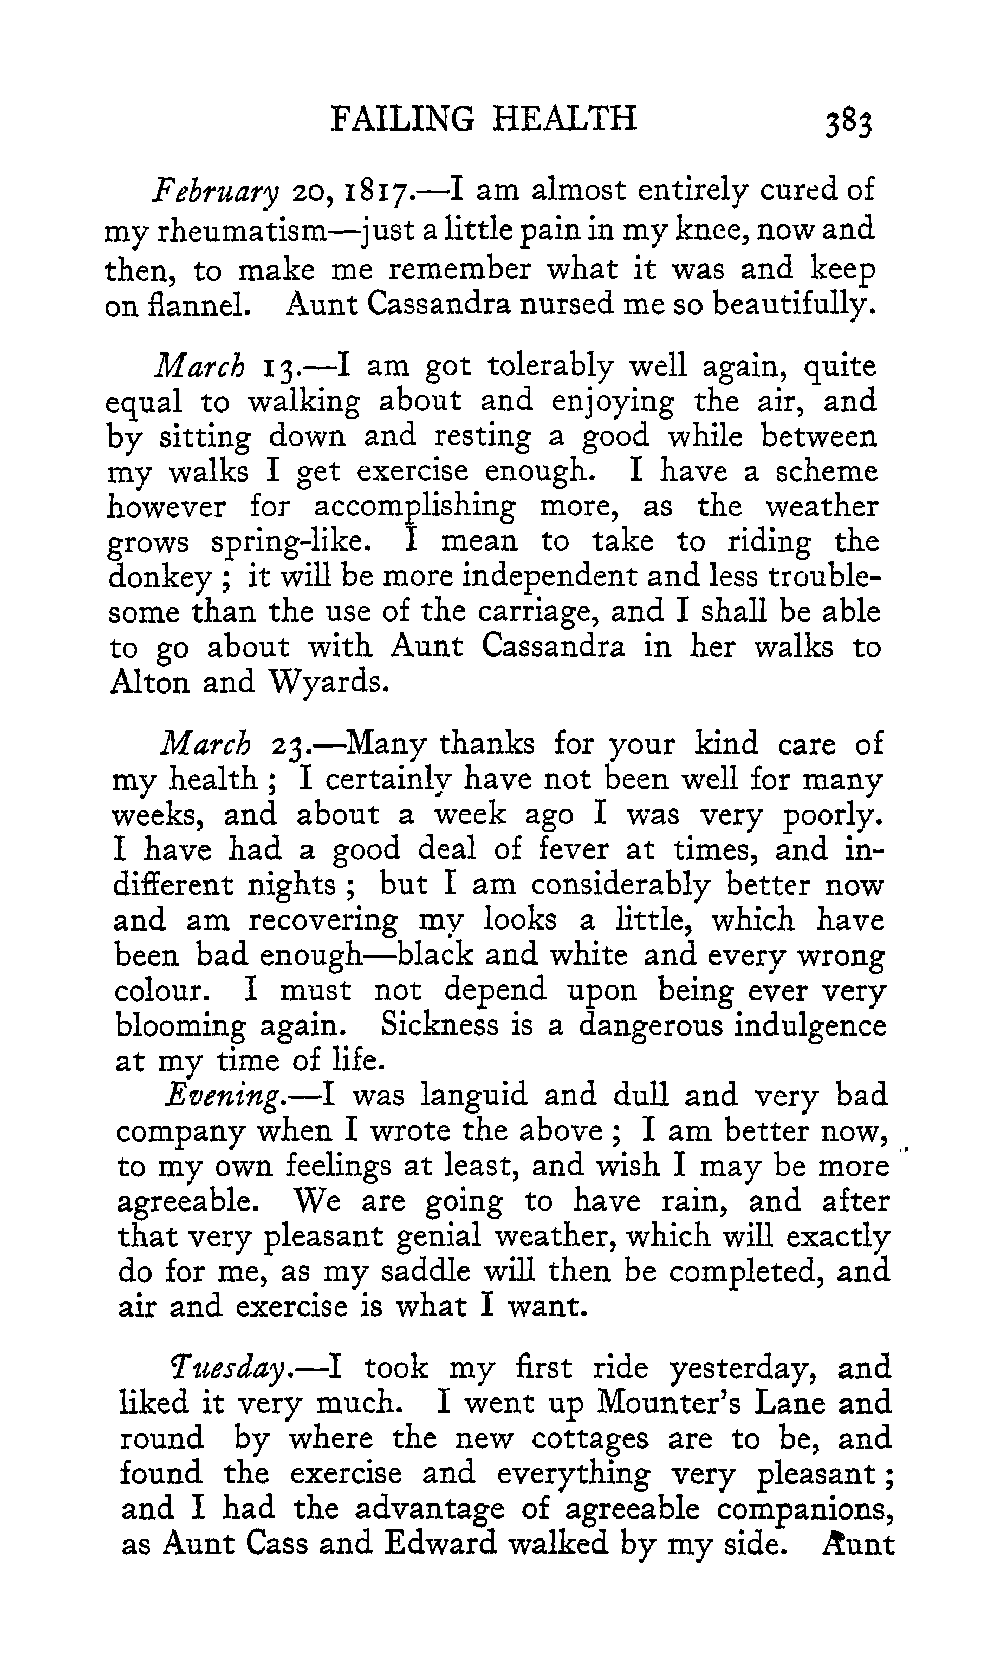 FAILING HEALTH 383
February 20, 1817.—I am almost entirely cured of
my rheumatism—just a little pain in my knee, now and
then, to make me remember what it was and keep
on flannel. Aunt Cassandra nursed me so beautifully.
March 13.—I am got tolerably well again, quite
equal to walking about and enjoying the air, and
by sitting down and resting a good while between
my walks I get exercise enough. I have a scheme
however for accomplishing more, as the weather
grows spring-like. I mean to take to riding the
donkey ; it will be more independent and less trouble-
some than the use of the carriage, and I shall be able
to go about with Aunt Cassandra in her walks to
Alton and Wyards.
March 23.—Many thanks for your kind care of
my health ; I certainly have not been well for many
weeks, and about a week ago I was very poorly.
I have had a good deal of fever at times, and in-
different nights ; but I am considerably better now
and am recovering my looks a little, which have
been bad enough—black and white and every wrong
colour. I must not depend upon being ever very
blooming again. Sickness is a dangerous indulgence
at my time of life.
Evening.—I was languid and dull and very bad
company when I wrote the above ; I am better now,
to my own feelings at least, and wish I may be more
agreeable. We are going to have rain, and after
that very pleasant genial weather, which will exactly
do for me, as my saddle will then be completed, and
air and exercise is what I want.
Tuesday.—I took my first ride yesterday, and
liked it very much. I went up Mounter's Lane and
round by where the new cottages are to be, and
found the exercise and everything very pleasant ;
and I had the advantage of agreeable companions,
as Aunt Cass and Edward walked by my side. Aunt